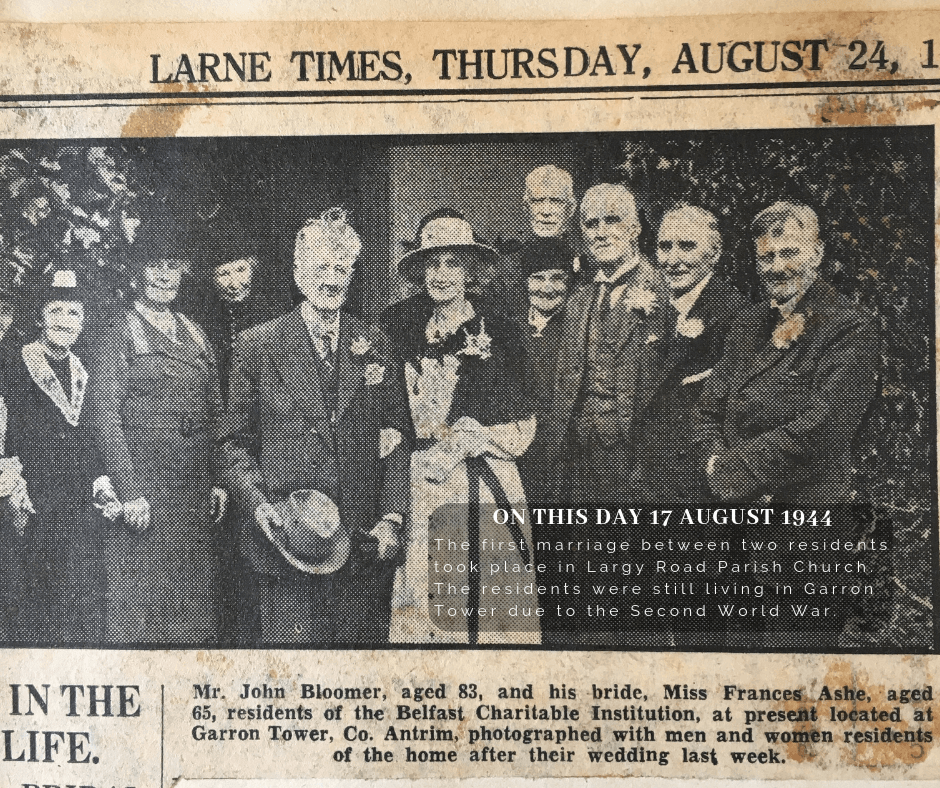 LARNE TIMES, THURSDAY, AUGUST 24, 1
ON THIS DAY 17 AUGUST 1944
The first marriage between two residents
took place in Largy Road Parish Church.
The residents were still living in Garron
Tower due to the Second World War.
IN THE
LIFE.
Mr. John Bloomer, aged 83, and his bride, Miss Frances Ashe, aged
65, residents of the Belfast Charitable Institution, at present located at
Garron Tower, Co. Antrim, photographed with men and women residents
of the home after their wedding last week.